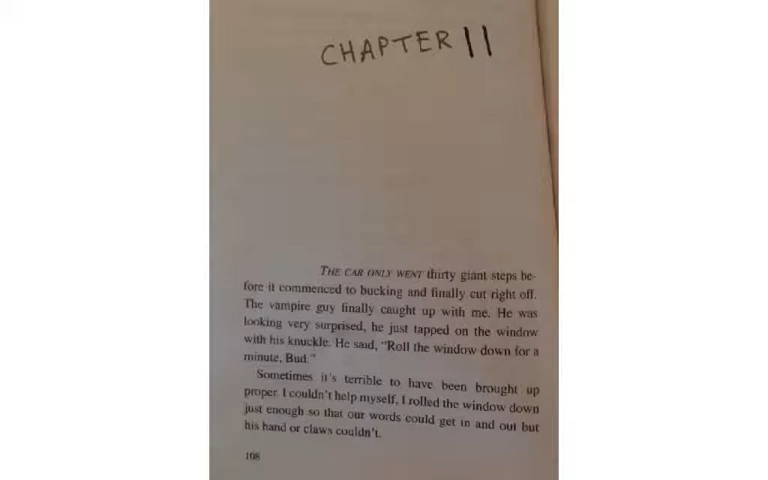 CHAPTER 11
THE CAR ONLY WENT thirty giant steps be-
fore it commenced to bucking and finally cut right off.
The vampire guy finally caught up with me. He was
looking very surprised, he just tapped on the window
with his knuckle. He said, “Roll the window down for a
minute, Bud.”
Sometimes it’s terrible to have been brought up
proper. I couldn’t help myself, I rolled the window down
just enough so that our words could get in and out but
his hand or claws couldn’t.
108